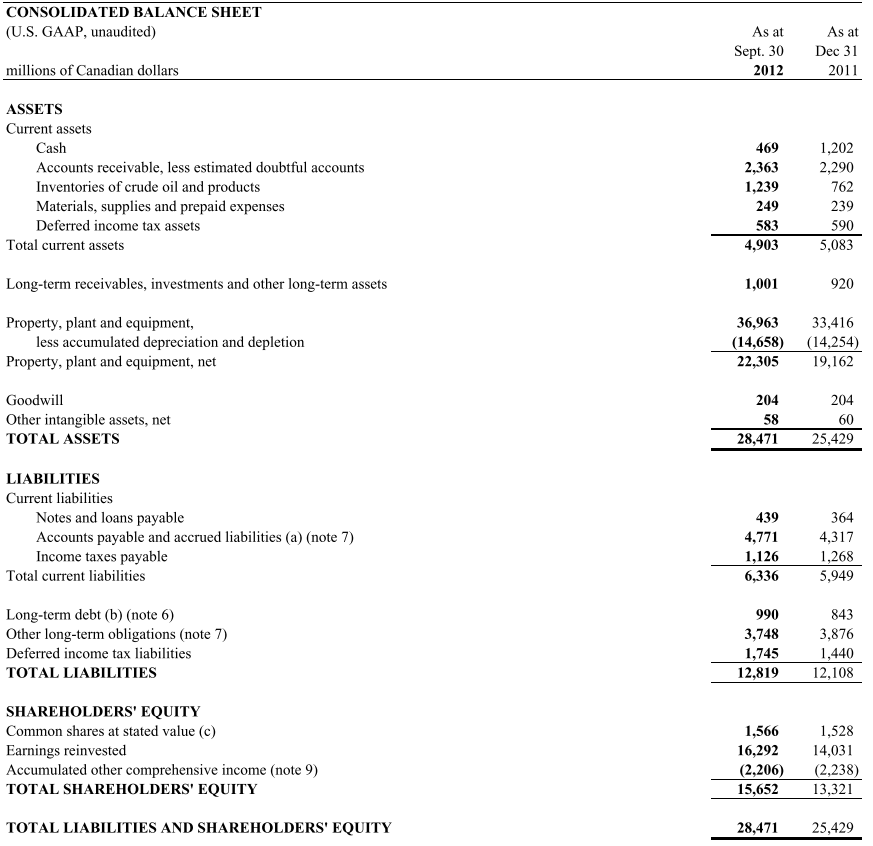 CONSOLIDATED BALANCE SHEET
(U.S. GAAP, unaudited) As at As at
Sept. 30 Dec 31
millions of Canadian dollars 2012 2011
ASSETS
Current assets
Cash 469 1,202
Accounts receivable, less estimated doubtful accounts 2,363 2,290
Inventories of crude oil and products 1,239 762
Materials, supplies and prepaid expenses 249 239
Deferred income tax assets 583 590
Total current assets 4,903 5,083
Long-term receivables, investments and other long-term assets 1,001 920
Property, plant and equipment, 36,963 33,416
less accumulated depreciation and depletion (14,658) (14,254)
Property, plant and equipment, net 22,305 19,162
Goodwill 204 204
Other intangible assets, net 58 60
TOTAL ASSETS 28,471 25,429
LIABILITIES
Current liabilities
Notes and loans payable 439 364
Accounts payable and accrued liabilities (a) (note 7) 4,771 4,317
Income taxes payable 1,126 1,268
Total current liabilities 6,336 5,949
Long-term debt (b) (note 6) 990 843
Other long-term obligations (note 7) 3,748 3,876
Deferred income tax liabilities 1,745 1,440
TOTAL LIABILITIES 12,819 12,108
SHAREHOLDERS' EQUITY
Common shares at stated value (c) 1,566 1,528
Earnings reinvested 16,292 14,031
Accumulated other comprehensive income (note 9) (2,206) (2,238)
TOTAL SHAREHOLDERS' EQUITY 15,652 13,321
TOTAL LIABILITIES AND SHAREHOLDERS' EQUITY 28,471 25,429